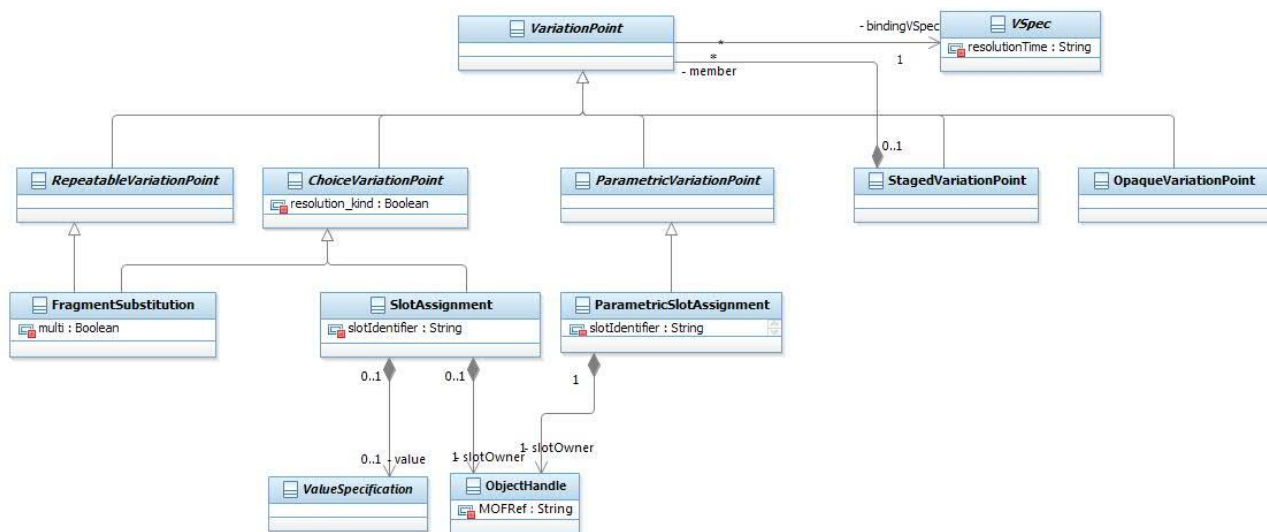 VariationPoint
- bindingVSpec
VSpec
resolutionTime : String
*
1
*
- member
0..1
RepeatableVariationPoint
ChoiceVariationPoint
resolution_kind : Boolean
ParametricVariationPoint
StagedVariationPoint
OpaqueVariationPoint
FragmentSubstitution
multi : Boolean
SlotAssignment
slotIdentifier : String
ParametricSlotAssignment
slotIdentifier : String
0..1
0..1
1
0..1 - value
1 - slotOwner
1 - slotOwner
ValueSpecification
ObjectHandle
MOFRef : String